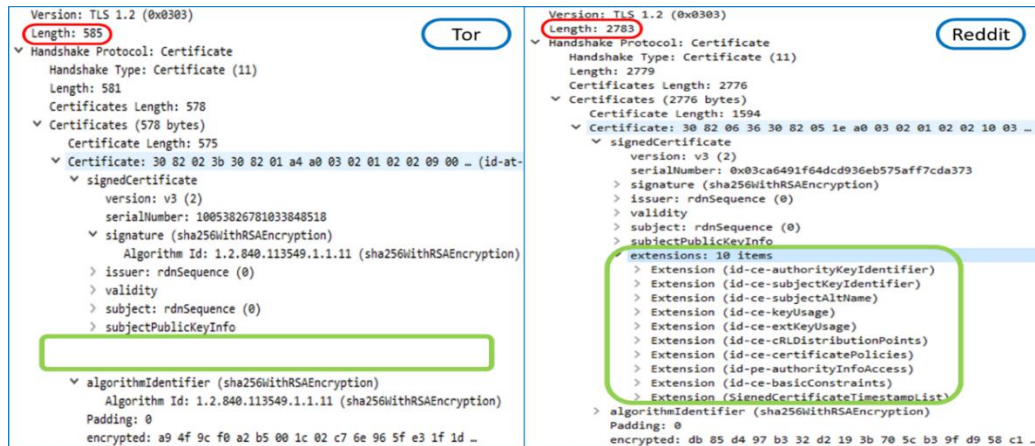 Version: TLS 1.2 (0x0303)
Length: 585
Tor
Handshake Protocol: Certificate
Handshake Type: Certificate (11)
Length: 581
Certificates Length: 578
Certificates (578 bytes)
Certificate Length: 575
Certificate: 30 82 02 3b 30 82 01 a4 a0 03 02 01 02 02 09 00 … (id-at-
signedCertificate
version: v3 (2)
serialNumber: 10053826781033848518
signature (sha256WithRSAEncryption)
Algorithm Id: 1.2.840.113549.1.1.11 (sha256WithRSAEncryption)
issuer: rdnSequence (0)
validity
subject: rdnSequence (0)
subjectPublicKeyInfo
algorithmIdentifier (sha256WithRSAEncryption)
Algorithm Id: 1.2.840.113549.1.1.11 (sha256WithRSAEncryption)
Padding: 0
encrypted: a9 4f 9c f0 a2 b5 00 1c 02 c7 6e 96 5f e3 1f 1d …
Version: TLS 1.2 (0x0303)
Length: 2783
Reddit
Handshake Protocol: Certificate
Handshake Type: Certificate (11)
Length: 2779
Certificates Length: 2776
Certificates (2776 bytes)
Certificate Length: 1594
Certificate: 30 82 06 36 30 82 05 1e a0 03 02 01 02 02 10 03 …
signedCertificate
version: v3 (2)
serialNumber: 0x03ca6491f64dcd936eb575aff7cda373
signature (sha256WithRSAEncryption)
issuer: rdnSequence (0)
validity
subject: rdnSequence (0)
subjectPublicKeyInfo
extensions: 10 items
Extension (id-ce-authorityKeyIdentifier)
Extension (id-ce-subjectKeyIdentifier)
Extension (id-ce-subjectAltName)
Extension (id-ce-keyUsage)
Extension (id-ce-extKeyUsage)
Extension (id-ce-cRLDistributionPoints)
Extension (id-ce-certificatePolicies)
Extension (id-pe-authorityInfoAccess)
Extension (id-ce-basicConstraints)
Extension (SignedCertificateTimestampList)
algorithmIdentifier (sha256WithRSAEncryption)
Padding: 0
encrypted: db 85 d4 97 b3 32 d2 19 3b 70 5c b3 9f d9 58 c1 …